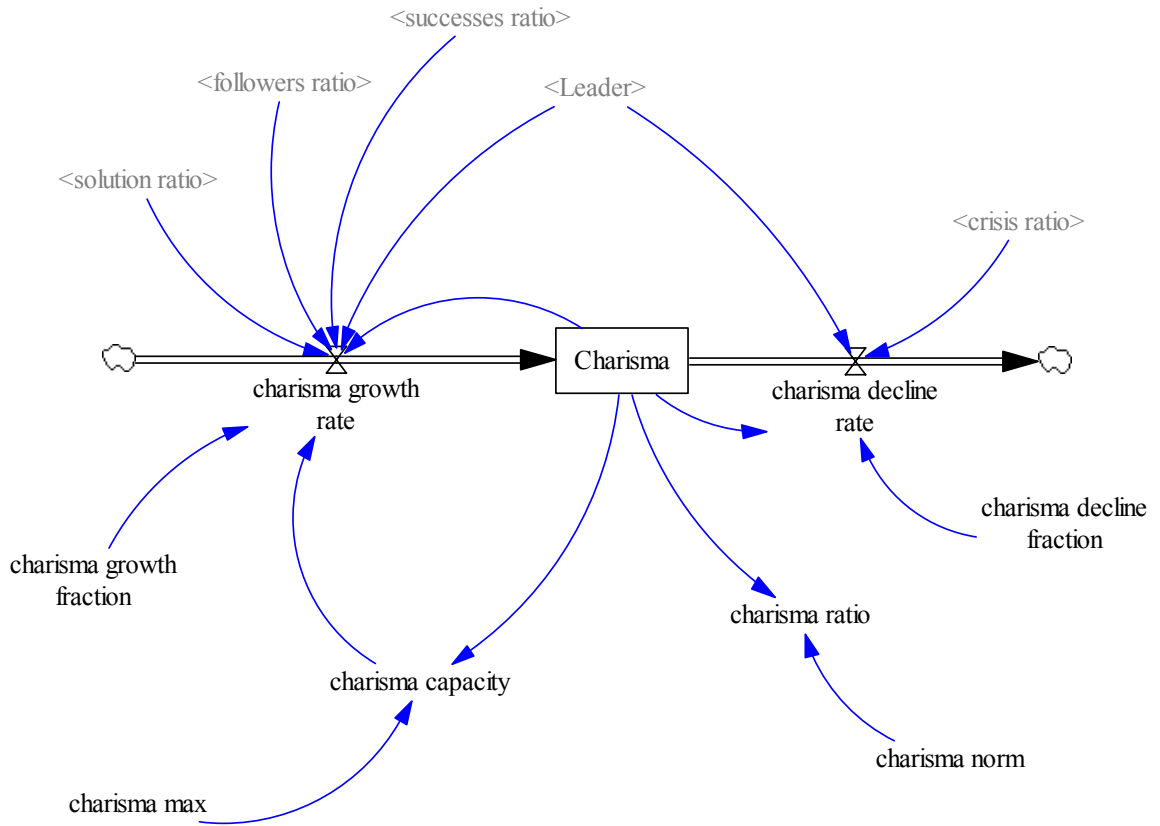 <successes ratio>
<followers ratio>
<Leader>
<solution ratio>
<crisis ratio>
Charisma
charisma growth
rate
charisma decline
rate
charisma decline
fraction
charisma growth
fraction
charisma ratio
charisma capacity
charisma norm
charisma max